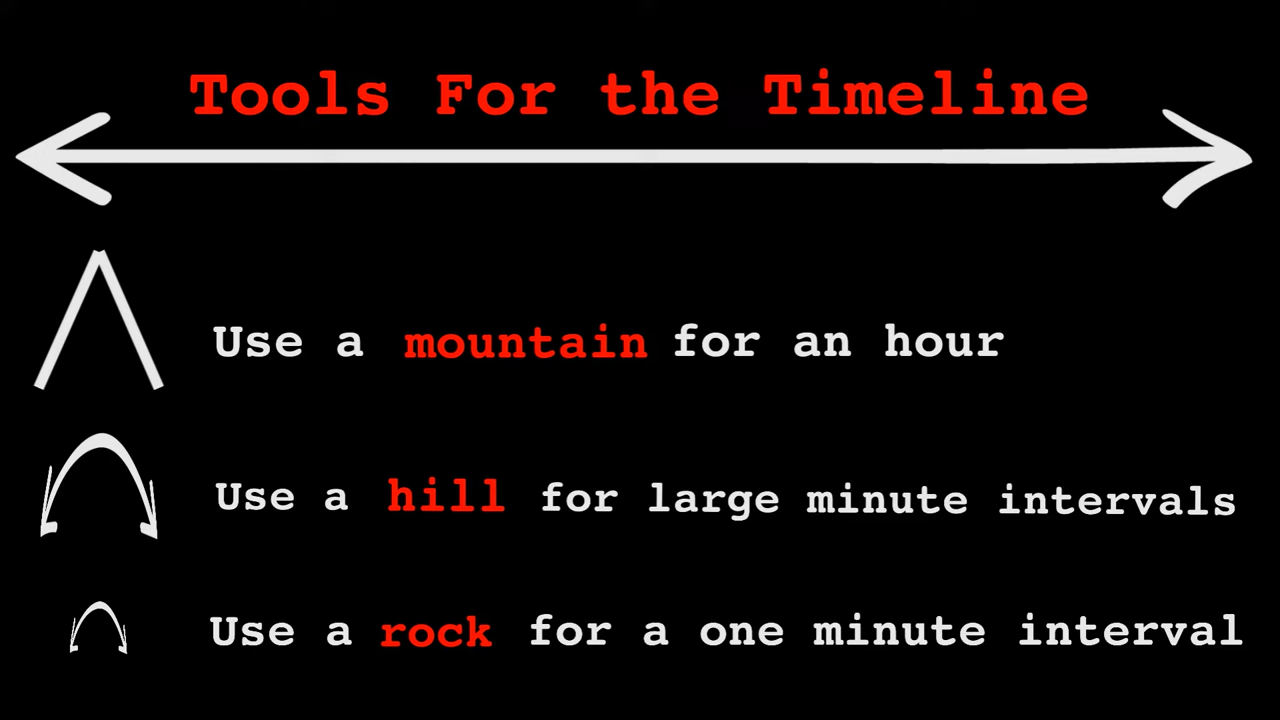 Tools For the Timeline
Use a mountain for an hour
Use a hill for large minute intervals
Use a rock for a one minute interval